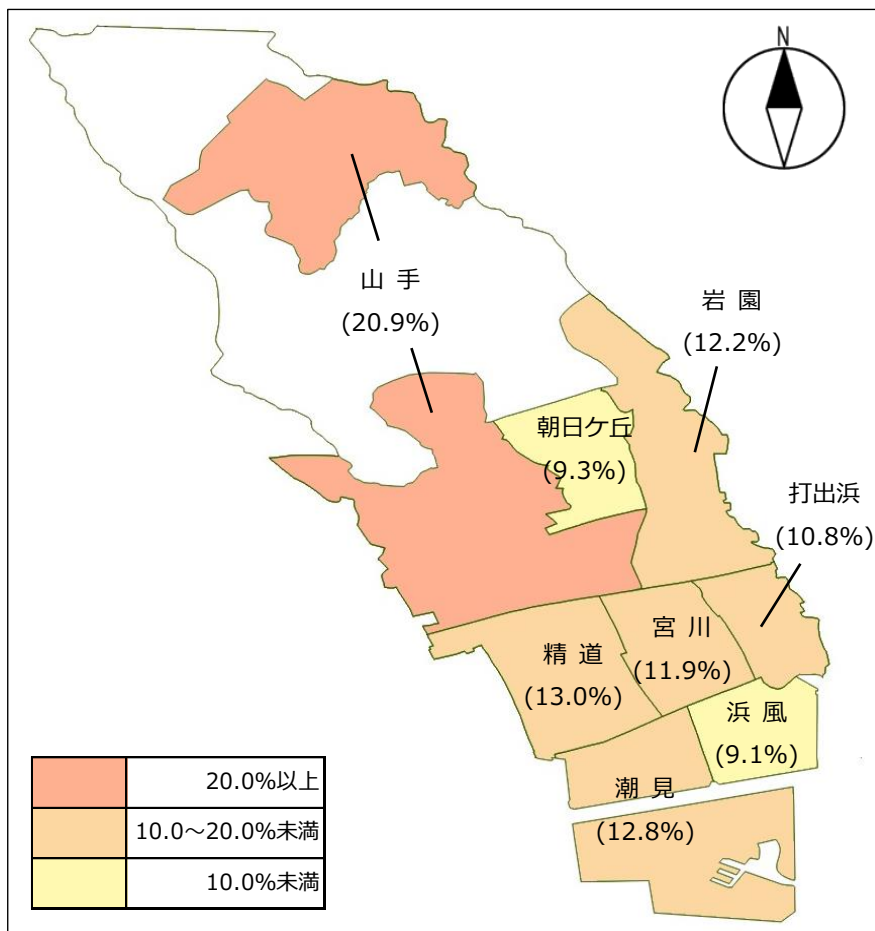 N
山 手
(20.9%)
岩 園
(12.2%)
朝日ケ丘
(9.3%)
打出浜
(10.8%)
宮 川
(11.9%)
精 道
(13.0%)
浜 風
(9.1%)
潮 見
(12.8%)
20.0%以上
10.0～20.0%未満
10.0%未満